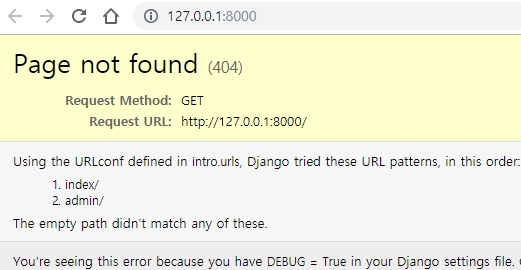 127.0.0.1:8000
Page not found (404)
Request Method: GET
Request URL: http://127.0.0.1:8000/
Using the URLconf defined in intro.urls, Django tried these URL patterns, in this order:
1. index/
2. admin/
The empty path didn't match any of these.
You're seeing this error because you have DEBUG = True in your Django settings file.